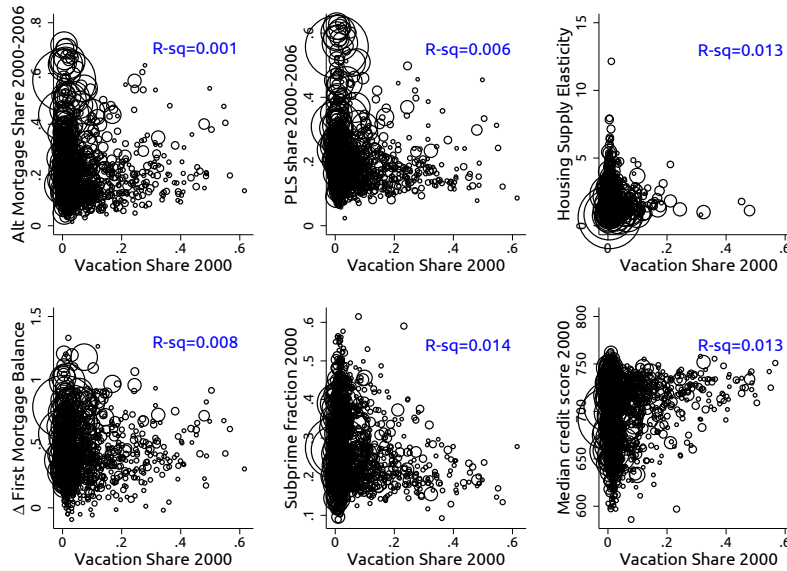 Alt Mortgage Share 2000-2006
0 .2 .4 .6 .8
R-sq=0.001
0 .2 .4 .6
Vacation Share 2000
PLS share 2000-2006
0 .2 .4 .6
R-sq=0.006
0 .2 .4 .6
Vacation Share 2000
Housing Supply Elasticity
0 5 10 15
R-sq=0.013
0 .2 .4 .6
Vacation Share 2000
Δ First Mortgage Balance
0 .5 1 1.5
R-sq=0.008
0 .2 .4 .6
Vacation Share 2000
Subprime fraction 2000
.1 .2 .3 .4 .5 .6
R-sq=0.014
0 .2 .4 .6
Vacation Share 2000
Median credit score 2000
600 650 700 750 800
R-sq=0.013
0 .2 .4 .6
Vacation Share 2000